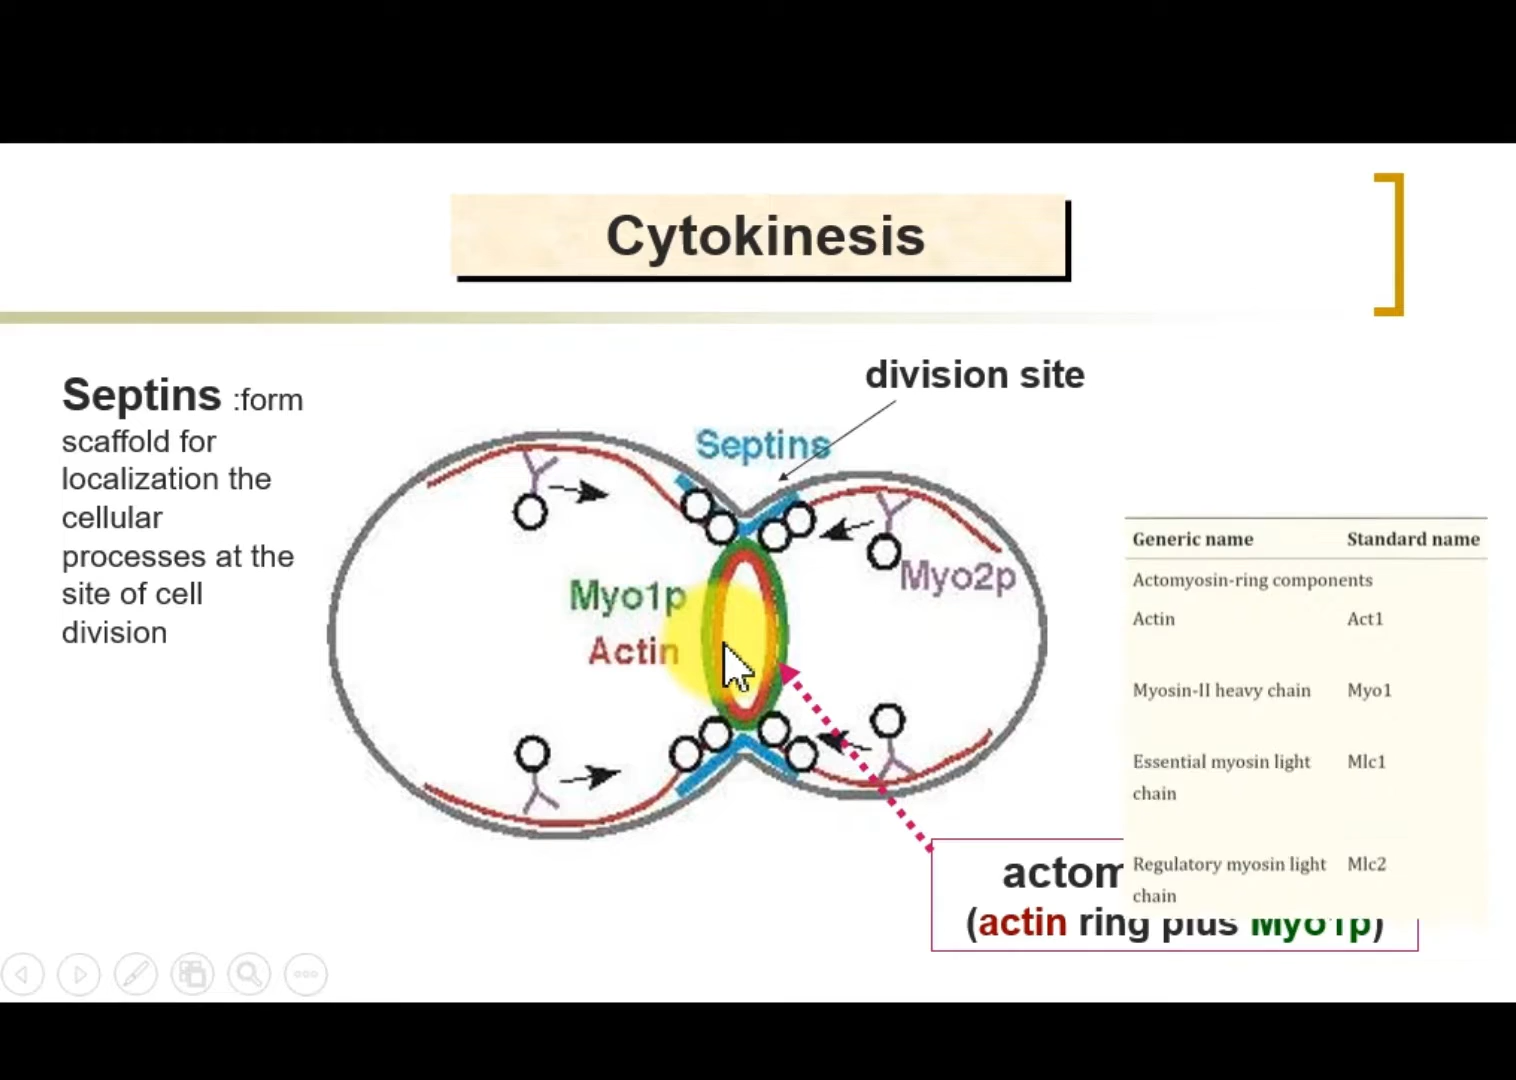 Cytokinesis
Septins :form
scaffold for
localization the
cellular
processes at the
site of cell
division
division site
Septins
Myo1p
Actin
Myo2p
Generic name Standard name
Actomyosin-ring components
Actin Act1
Myosin-II heavy chain Myo1
Essential myosin light Mlc1
chain
Regulatory myosin light Mlc2
chain
(actin ring plus Myo1p)